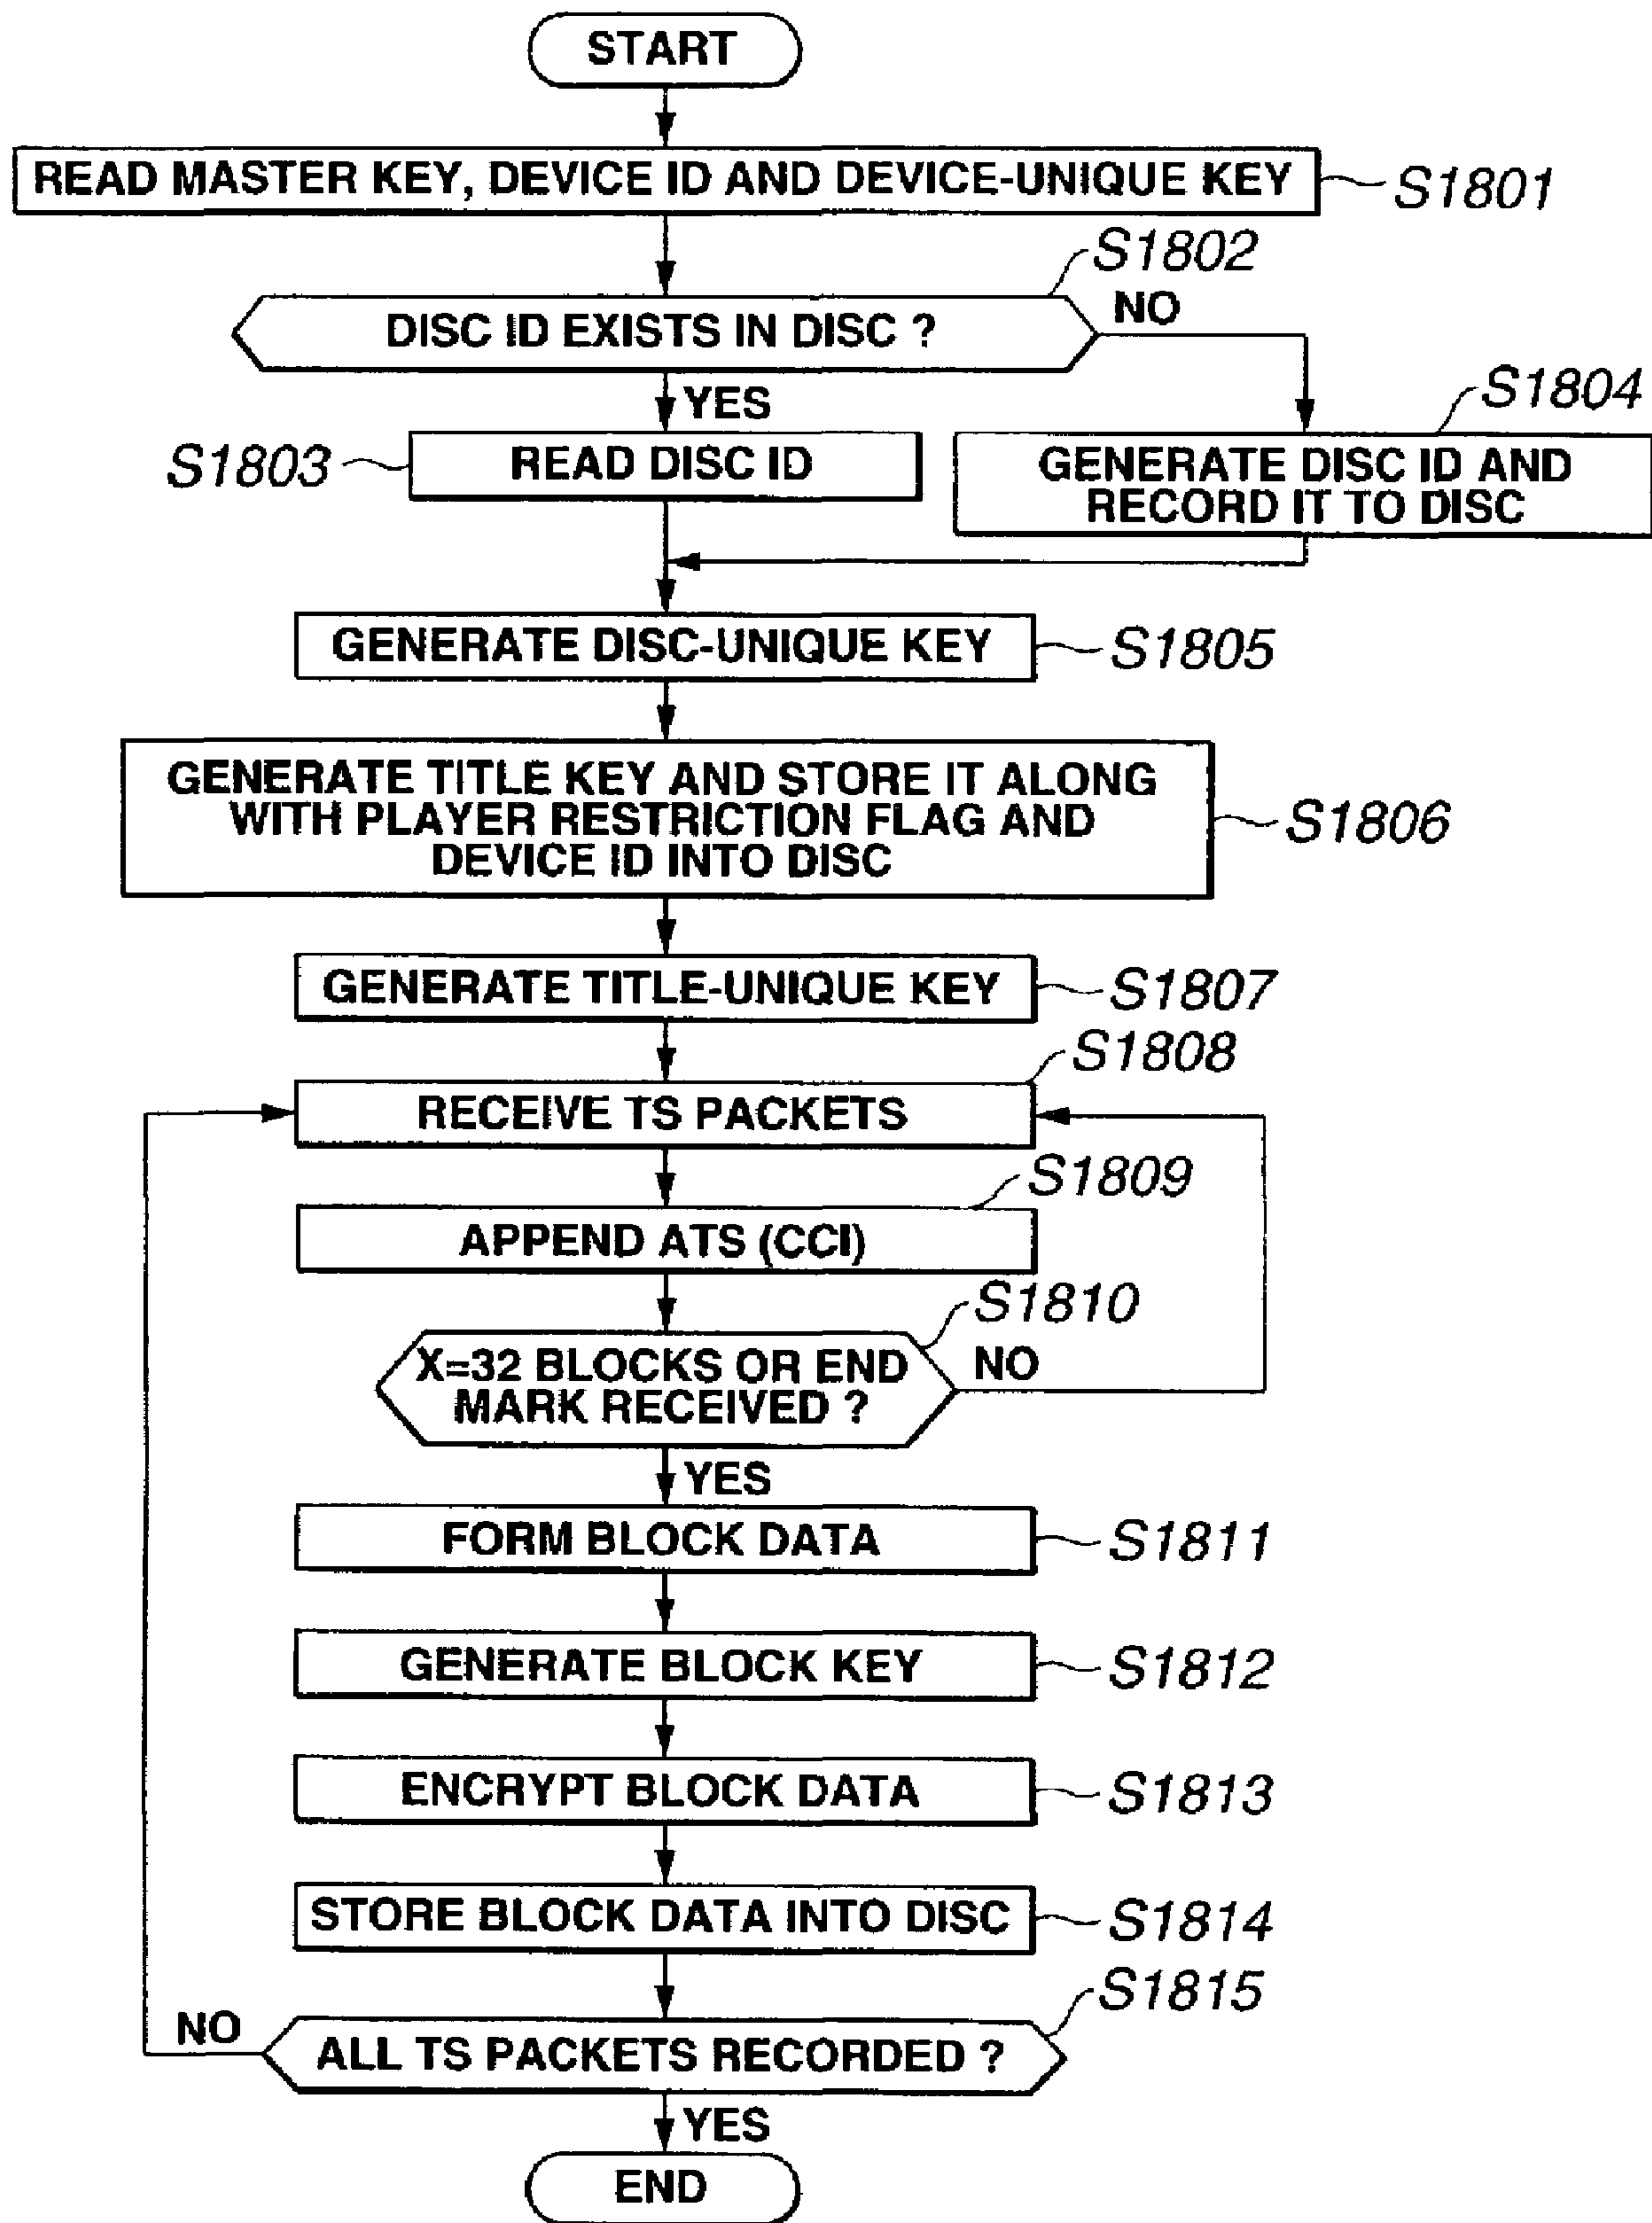 START
READ MASTER KEY, DEVICE ID AND DEVICE-UNIQUE KEY
S1801
S1802
DISC ID EXISTS IN DISC ?
NO
YES
S1804
S1803
READ DISC ID
GENERATE DISC ID AND
RECORD IT TO DISC
GENERATE DISC-UNIQUE KEY
S1805
GENERATE TITLE KEY AND STORE IT ALONG
WITH PLAYER RESTRICTION FLAG AND
DEVICE ID INTO DISC
S1806
GENERATE TITLE-UNIQUE KEY
S1807
S1808
RECEIVE TS PACKETS
S1809
APPEND ATS (CCI)
S1810
X=32 BLOCKS OR END
MARK RECEIVED ?
NO
YES
FORM BLOCK DATA
S1811
GENERATE BLOCK KEY
S1812
ENCRYPT BLOCK DATA
S1813
STORE BLOCK DATA INTO DISC
S1814
S1815
NO
ALL TS PACKETS RECORDED ?
YES
END